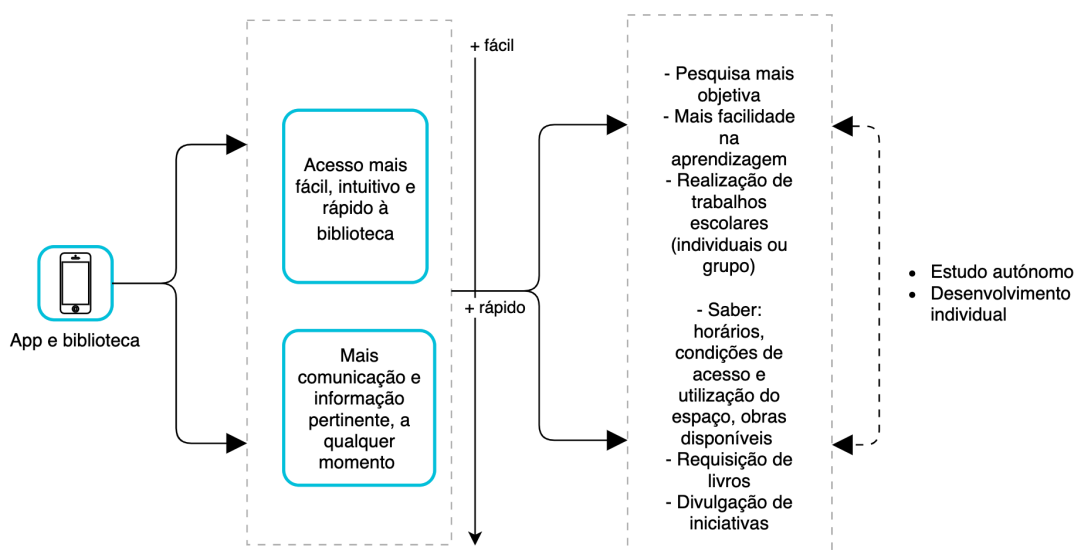 App e biblioteca
Acesso mais
fácil, intuitivo e
rápido à
biblioteca
Mais
comunicação e
informação
pertinente, a
qualquer
momento
+ fácil
+ rápido
- Pesquisa mais
objetiva
- Mais facilidade
na
aprendizagem
- Realização de
trabalhos
escolares
(individuais ou
grupo)
- Saber:
horários,
condições de
acesso e
utilização do
espaço, obras
disponíveis
- Requisição de
livros
- Divulgação de
iniciativas
• Estudo autónomo
• Desenvolvimento
individual